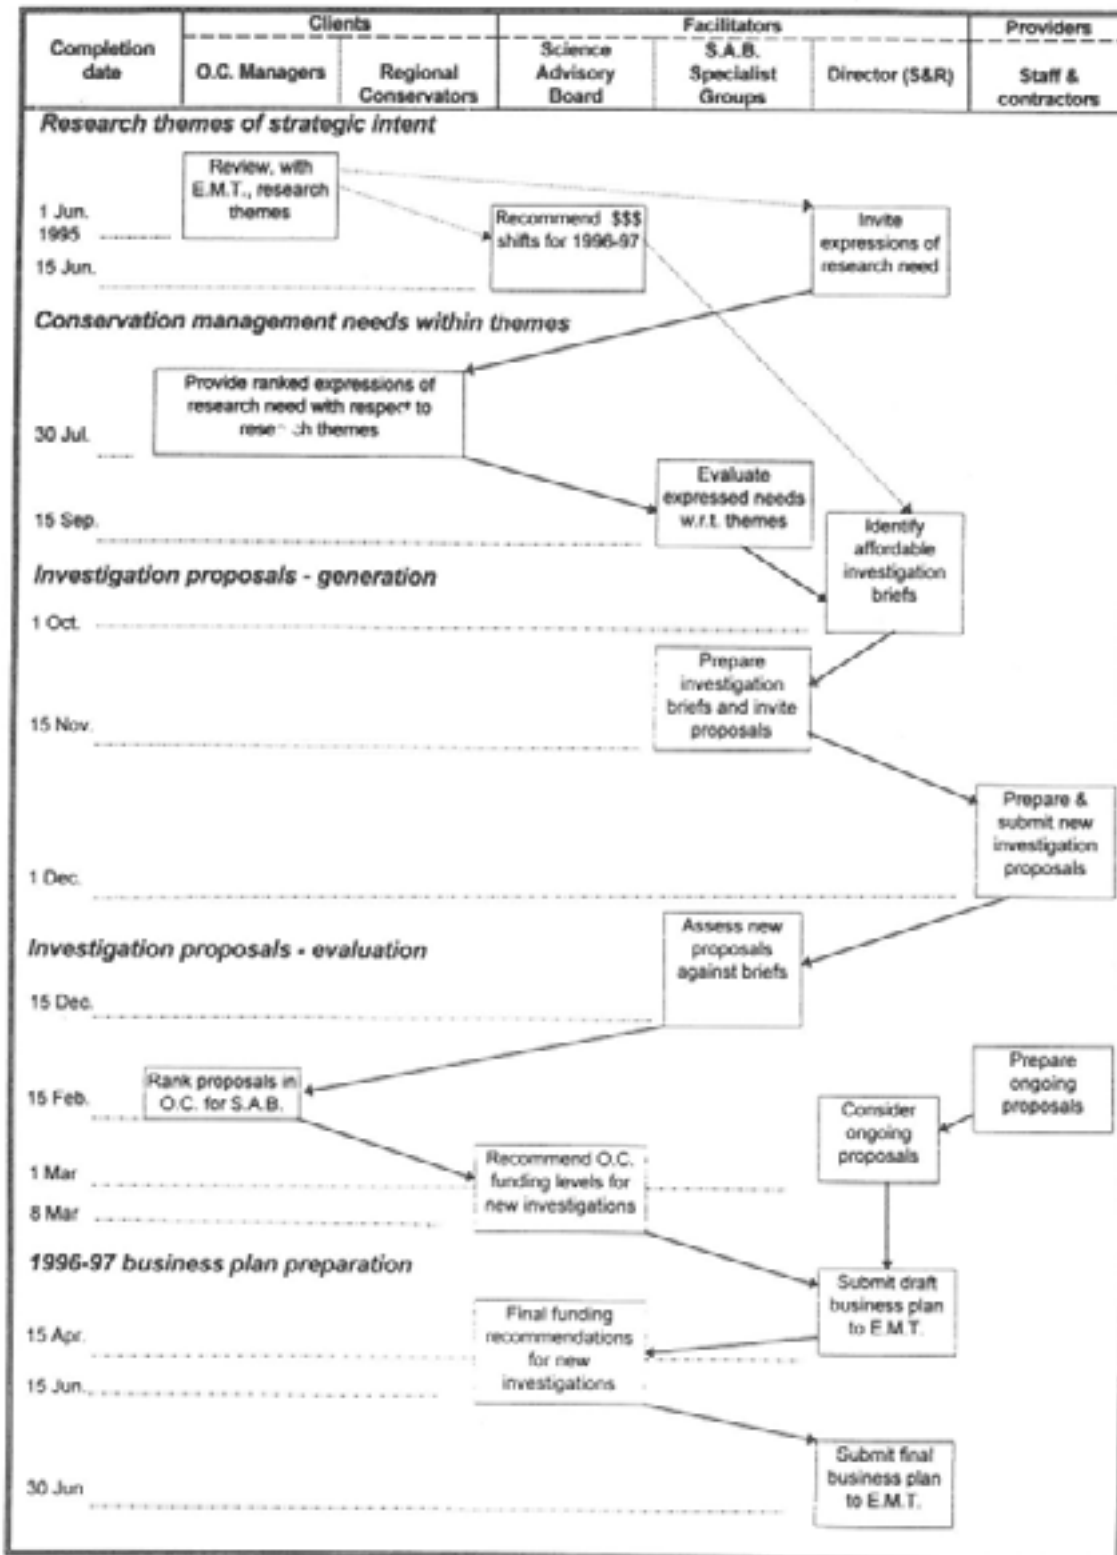 Clients
Facilitators
Providers
Completion
date
O.C. Managers
Regional
Conservators
Science
Advisory
Board
S.A.B.
Specialist
Groups
Director (S&R)
Staff &
contractors
Research themes of strategic intent
Review, with
E.M.T., research
themes
1 Jun.
1995
Recommend $$$
shifts for 1996-97
Invite
expressions of
research need
15 Jun.
Conservation management needs within themes
Provide ranked expressions of
research need with respect to
themes
30 Jul.
Evaluate
expressed needs
w.r.t. themes
15 Sep.
Identify
affordable
investigation
briefs
Investigation proposals - generation
1 Oct.
Prepare
investigation
briefs and invite
proposals
15 Nov.
Prepare &
submit new
investigation
proposals
1 Dec.
Assess new
proposals
against briefs
Investigation proposals - evaluation
15 Dec.
Rank proposals in
O.C. for S.A.B.
15 Feb.
Prepare
ongoing
proposals
Consider
ongoing
proposals
Recommend O.C.
funding levels for
new investigations
1 Mar
8 Mar
1996-97 business plan preparation
Submit draft
business plan
to E.M.T.
Final funding
recommendations
for new
investigations
15 Apr.
15 Jun.
Submit final
business plan
to E.M.T.
30 Jun